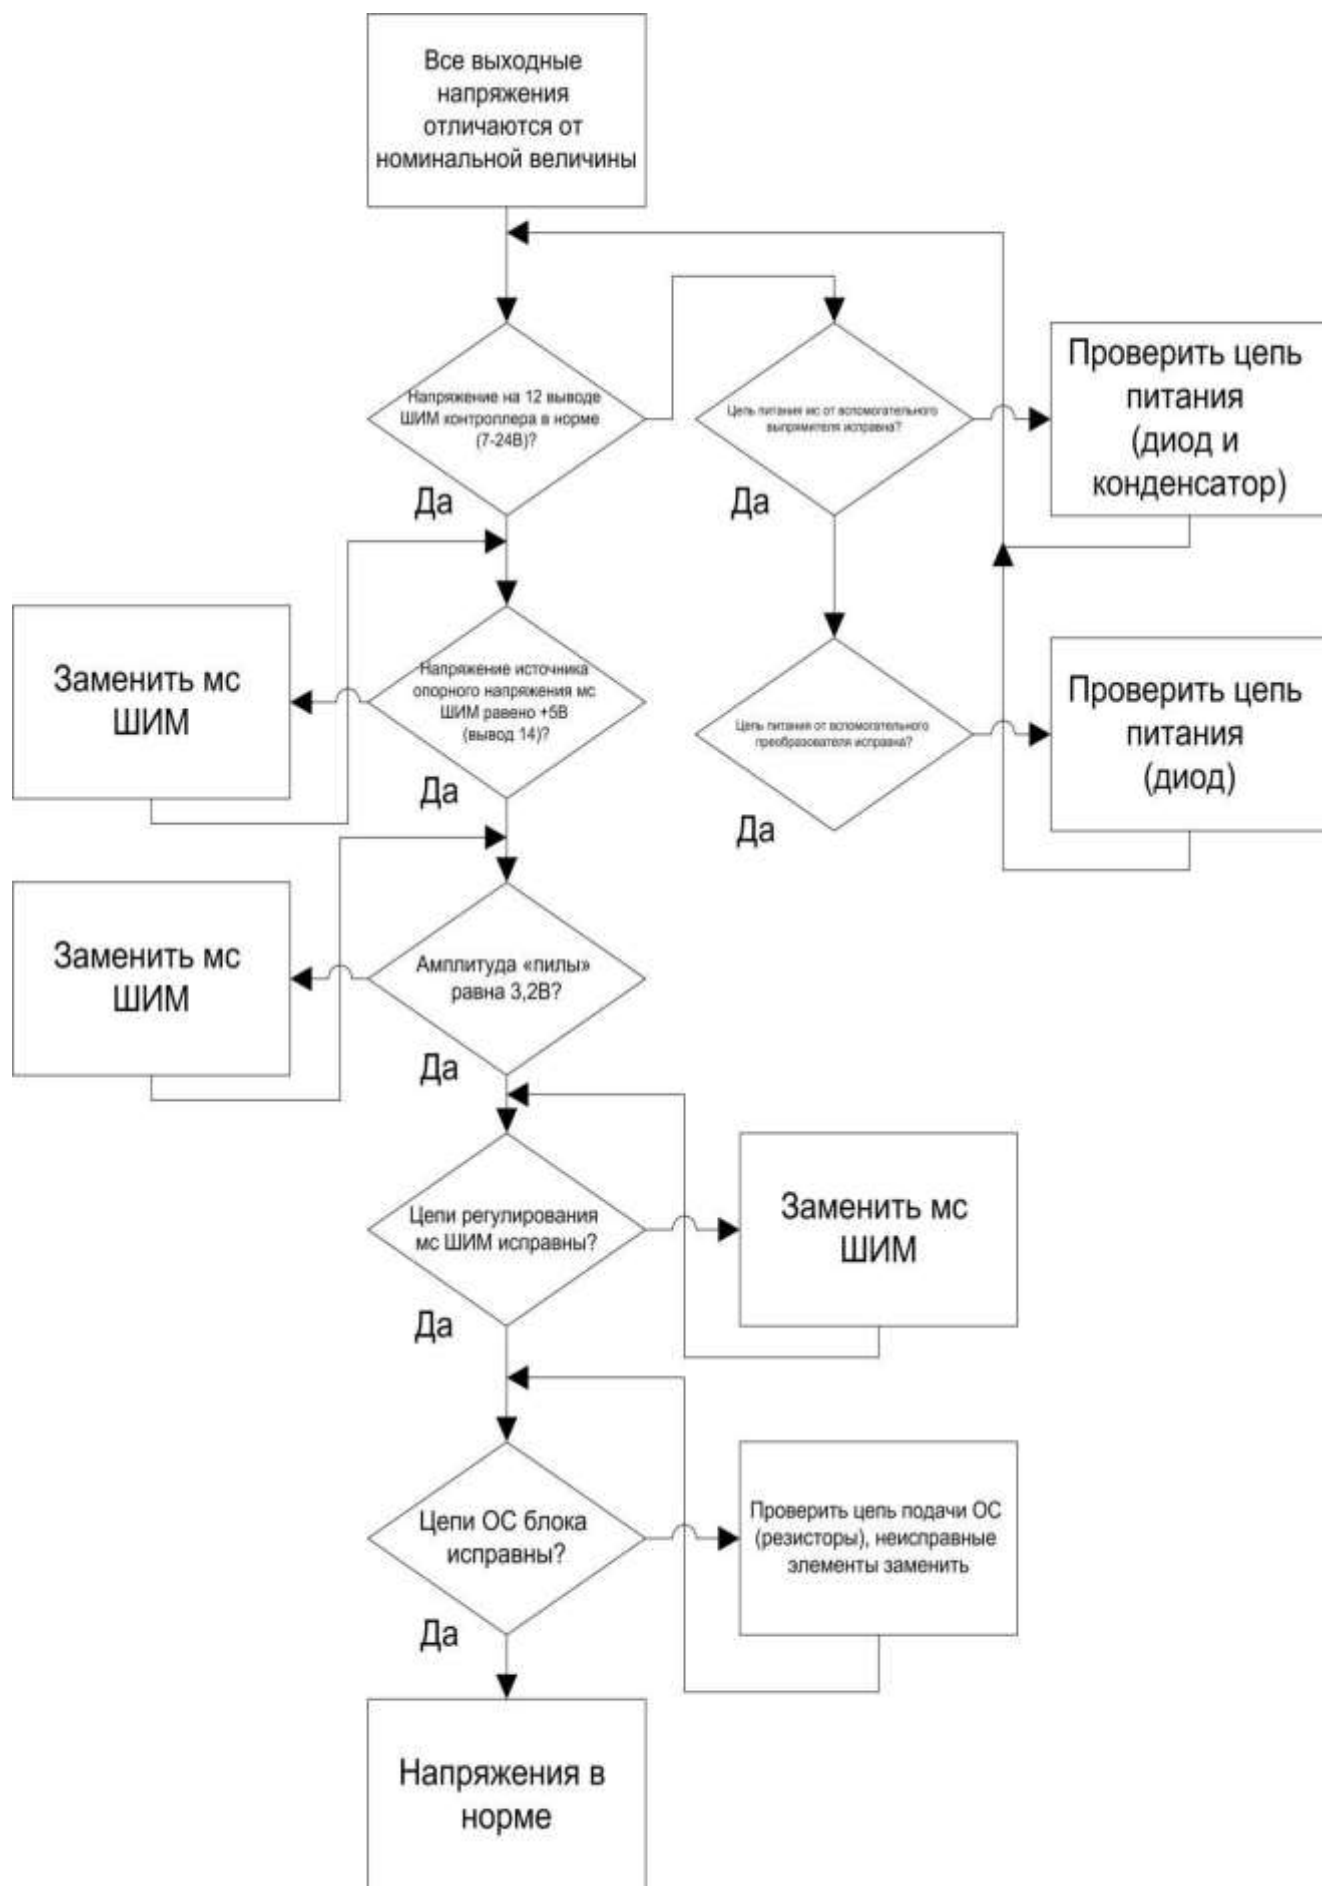 Все выходные
напряжения
отличаются от
номинальной величины
Напряжение на 12 выводе
ШИМ контроллера в норме
(7-24В)?
Да
Цепь питания мс от вспомогательного
выпрямителя исправна?
Да
Проверить цепь
питания
(диод и
конденсатор)
Заменить мс
ШИМ
Напряжение источника
опорного напряжения мс
ШИМ равено +5В
(вывод 14)?
Да
Цепь питания от вспомогательного
преобразователя исправна?
Да
Проверить цепь
питания
(диод)
Заменить мс
ШИМ
Амплитуда «пилы»
равна 3,2В?
Да
Цепи регулирования
мс ШИМ исправны?
Да
Заменить мс
ШИМ
Цепи ОС блока
исправны?
Да
Проверить цепь подачи ОС
(резисторы), неисправные
элементы заменить
Напряжения в
норме